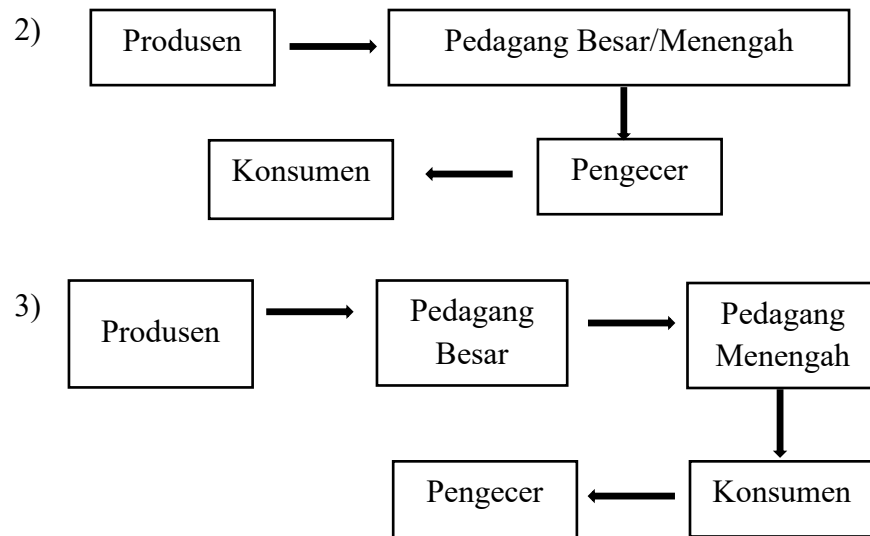 2)
Produsen
Pedagang Besar/Menengah
Konsumen
Pengecer
3)
Produsen
Pedagang
Besar
Pedagang
Menengah
Pengecer
Konsumen